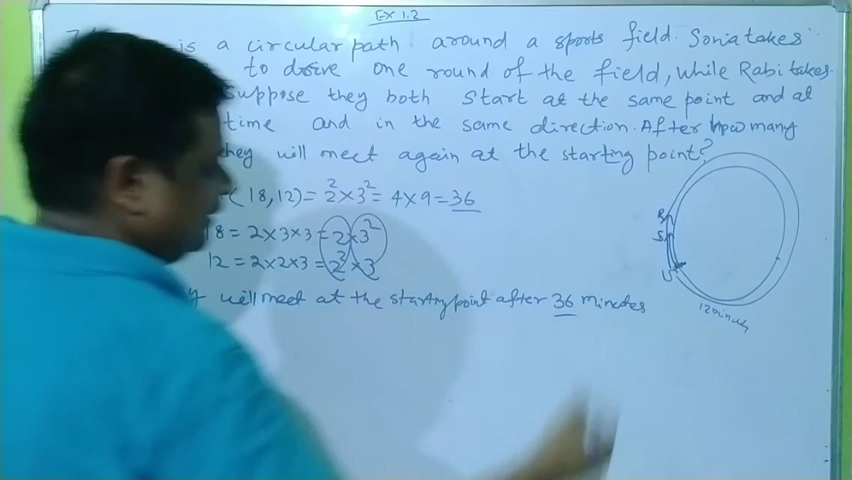 EX 1.2
7. is a circular path around a sports field. Sonia takes
to drive one round of the field, while Rabi takes
suppose they both start at the same point and at
time and in the same direction. After how many
they will meet again at the starting point?
(18,12) = 2² × 3² = 4×9 = 36
18 = 2×3×3 = 2×3²
12 = 2×2×3 = 2²×3
will meet at the starting point after 36 minutes
R
S
12 minutes